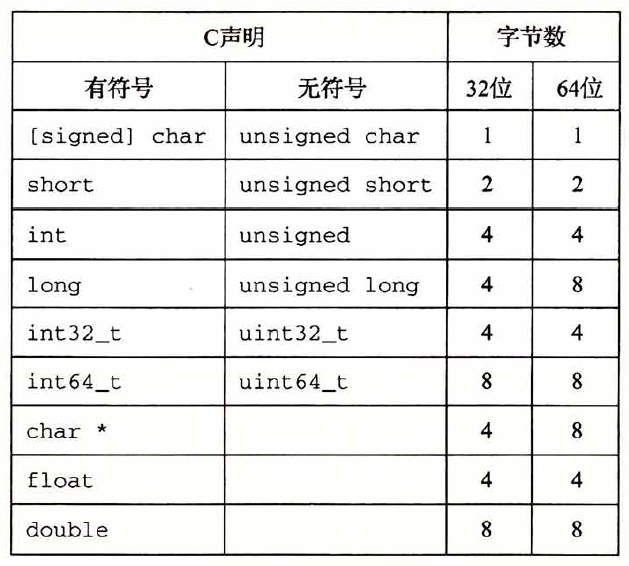 C声明 字节数
有符号 无符号 32位 64位
[signed] char unsigned char 1 1
short unsigned short 2 2
int unsigned 4 4
long unsigned long 4 8
int32_t uint32_t 4 4
int64_t uint64_t 8 8
char * 4 8
float 4 4
double 8 8